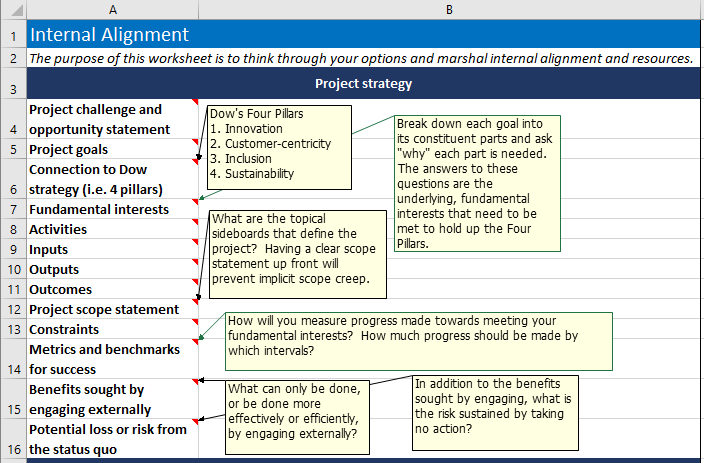 A
B
1
Internal Alignment
2
The purpose of this worksheet is to think through your options and marshal internal alignment and resources.
3
Project strategy
Project challenge and
4
opportunity statement
5
Project goals
Connection to Dow
6
strategy (i.e. 4 pillars)
7
Fundamental interests
8
Activities
9
Inputs
10
Outputs
11
Outcomes
12
Project scope statement
13
Constraints
Metrics and benchmarks
14
for success
Benefits sought by
15
engaging externally
Potential loss or risk from
16
the status quo
Dow's Four Pillars
1. Innovation
2. Customer-centricity
3. Inclusion
4. Sustainability
Break down each goal into
its constituent parts and ask
"why" each part is needed.
The answers to these
questions are the
underlying, fundamental
interests that need to be
met to hold up the Four
Pillars.
What are the topical
sideboards that define the
project? Having a clear scope
statement up front will
prevent implicit scope creep.
How will you measure progress made towards meeting your
fundamental interests? How much progress should be made by
which intervals?
What can only be done,
or be done more
effectively or efficiently,
by engaging externally?
In addition to the benefits
sought by engaging, what is
the risk sustained by taking
no action?